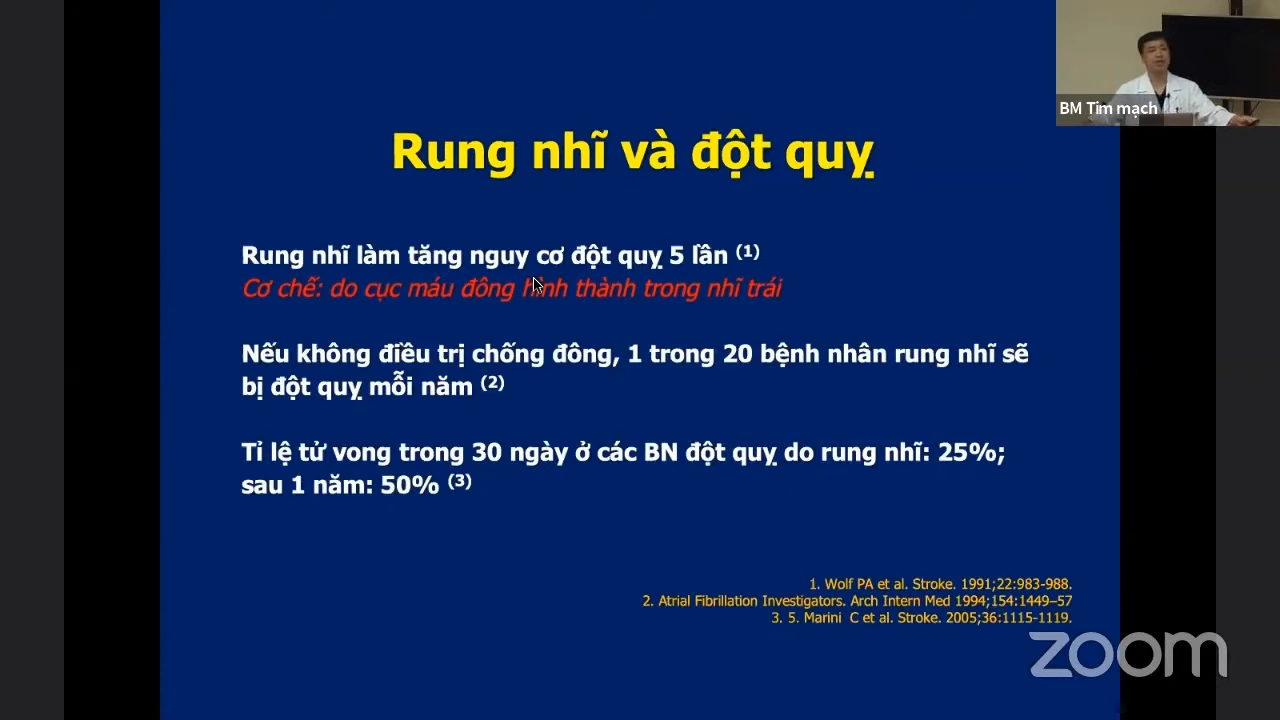 BM Tim mạch
Rung nhĩ và đột quỵ
Rung nhĩ làm tăng nguy cơ đột quỵ 5 lần (1)
Cơ chế: do cục máu đông hình thành trong nhĩ trái
Nếu không điều trị chống đông, 1 trong 20 bệnh nhân rung nhĩ sẽ
bị đột quỵ mỗi năm (2)
Tỉ lệ tử vong trong 30 ngày ở các BN đột quỵ do rung nhĩ: 25%;
sau 1 năm: 50% (3)
1. Wolf PA et al. Stroke. 1991;22:983-988.
2. Atrial Fibrillation Investigators. Arch Intern Med 1994;154:1449–57
3. 5. Marini C et al. Stroke. 2005;36:1115-1119.
zoom